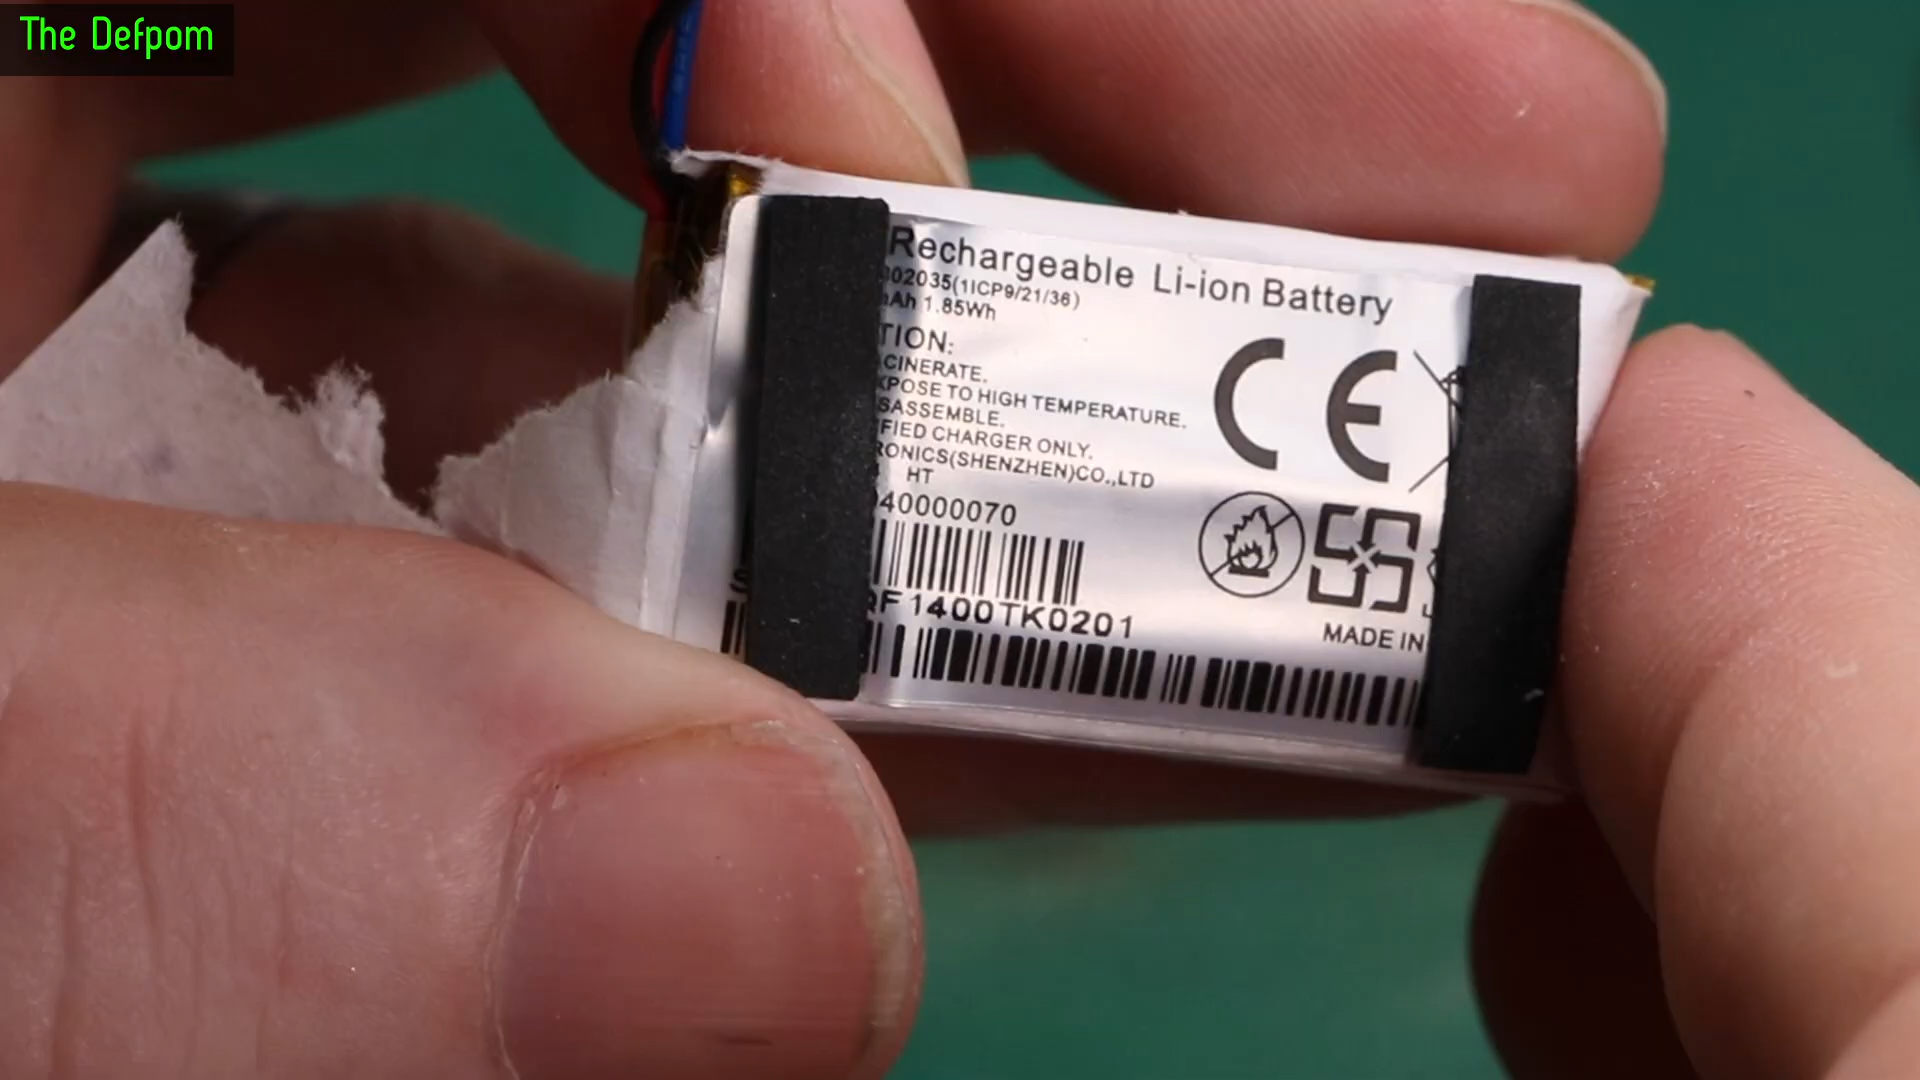 The Defpom
Rechargeable Li-ion Battery
02035(1ICP9/21/36)
Ah 1.85Wh
TION:
CINERATE.
XPOSE TO HIGH TEMPERATURE.
SASSEMBLE.
FIED CHARGER ONLY.
RONICS(SHENZHEN)CO.,LTD
HT
40000070
F1400TK0201
CE
MADE IN